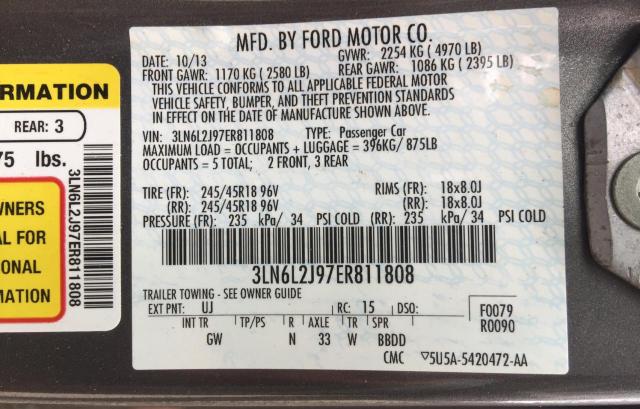 MFD. BY FORD MOTOR CO.
DATE: 10/13 GVWR: 2254 KG ( 4970 LB)
FRONT GAWR: 1170 KG ( 2580 LB) REAR GAWR: 1086 KG ( 2395 LB)
THIS VEHICLE CONFORMS TO ALL APPLICABLE FEDERAL MOTOR
VEHICLE SAFETY, BUMPER, AND THEFT PREVENTION STANDARDS
IN EFFECT ON THE DATE OF MANUFACTURE SHOWN ABOVE.
VIN: 3LN6L2J97ER811808 TYPE: Passenger Car
MAXIMUM LOAD = OCCUPANTS + LUGGAGE = 396KG/ 875LB
OCCUPANTS = 5 TOTAL; 2 FRONT, 3 REAR
TIRE (FR): 245/45R18 96V RIMS (FR): 18x8.0J
(RR): 245/45R18 96V (RR): 18x8.0J
PRESSURE (FR): 235 kPa/ 34 PSI COLD (RR): 235 kPa/ 34 PSI COLD
3LN6L2J97ER811808
TRAILER TOWING - SEE OWNER GUIDE
EXT PNT: UJ RC: 15 DSO: F0079
R0090
INT TR TP/PS R AXLE TR SPR
GW N 33 W BBDD
CMC ▽5U5A-5420472-AA
RMATION
REAR: 3
75 lbs.
WNERS
AL FOR
IONAL
MATION
3LN6L2J97ER811808